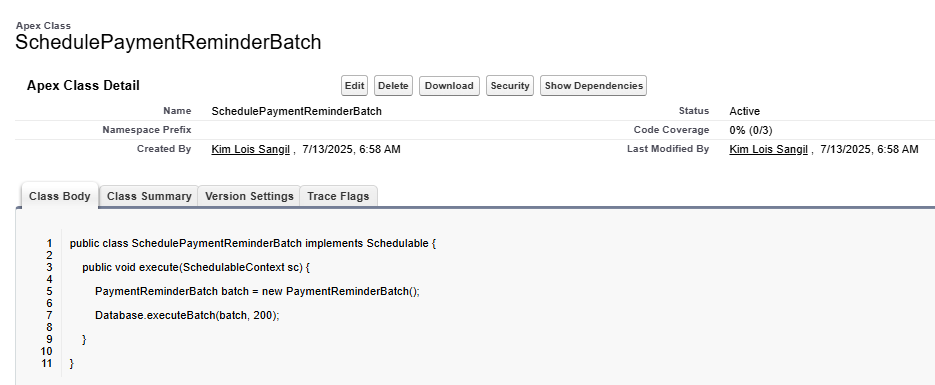 Apex Class
SchedulePaymentReminderBatch
Apex Class Detail Edit Delete Download Security Show Dependencies
Name SchedulePaymentReminderBatch Status Active
Namespace Prefix Code Coverage 0% (0/3)
Created By Kim Lois Sangil , 7/13/2025, 6:58 AM Last Modified By Kim Lois Sangil , 7/13/2025, 6:58 AM
Class Body Class Summary Version Settings Trace Flags
1 public class SchedulePaymentReminderBatch implements Schedulable {
2
3 public void execute(SchedulableContext sc) {
4
5 PaymentReminderBatch batch = new PaymentReminderBatch();
6
7 Database.executeBatch(batch, 200);
8
9 }
10
11 }